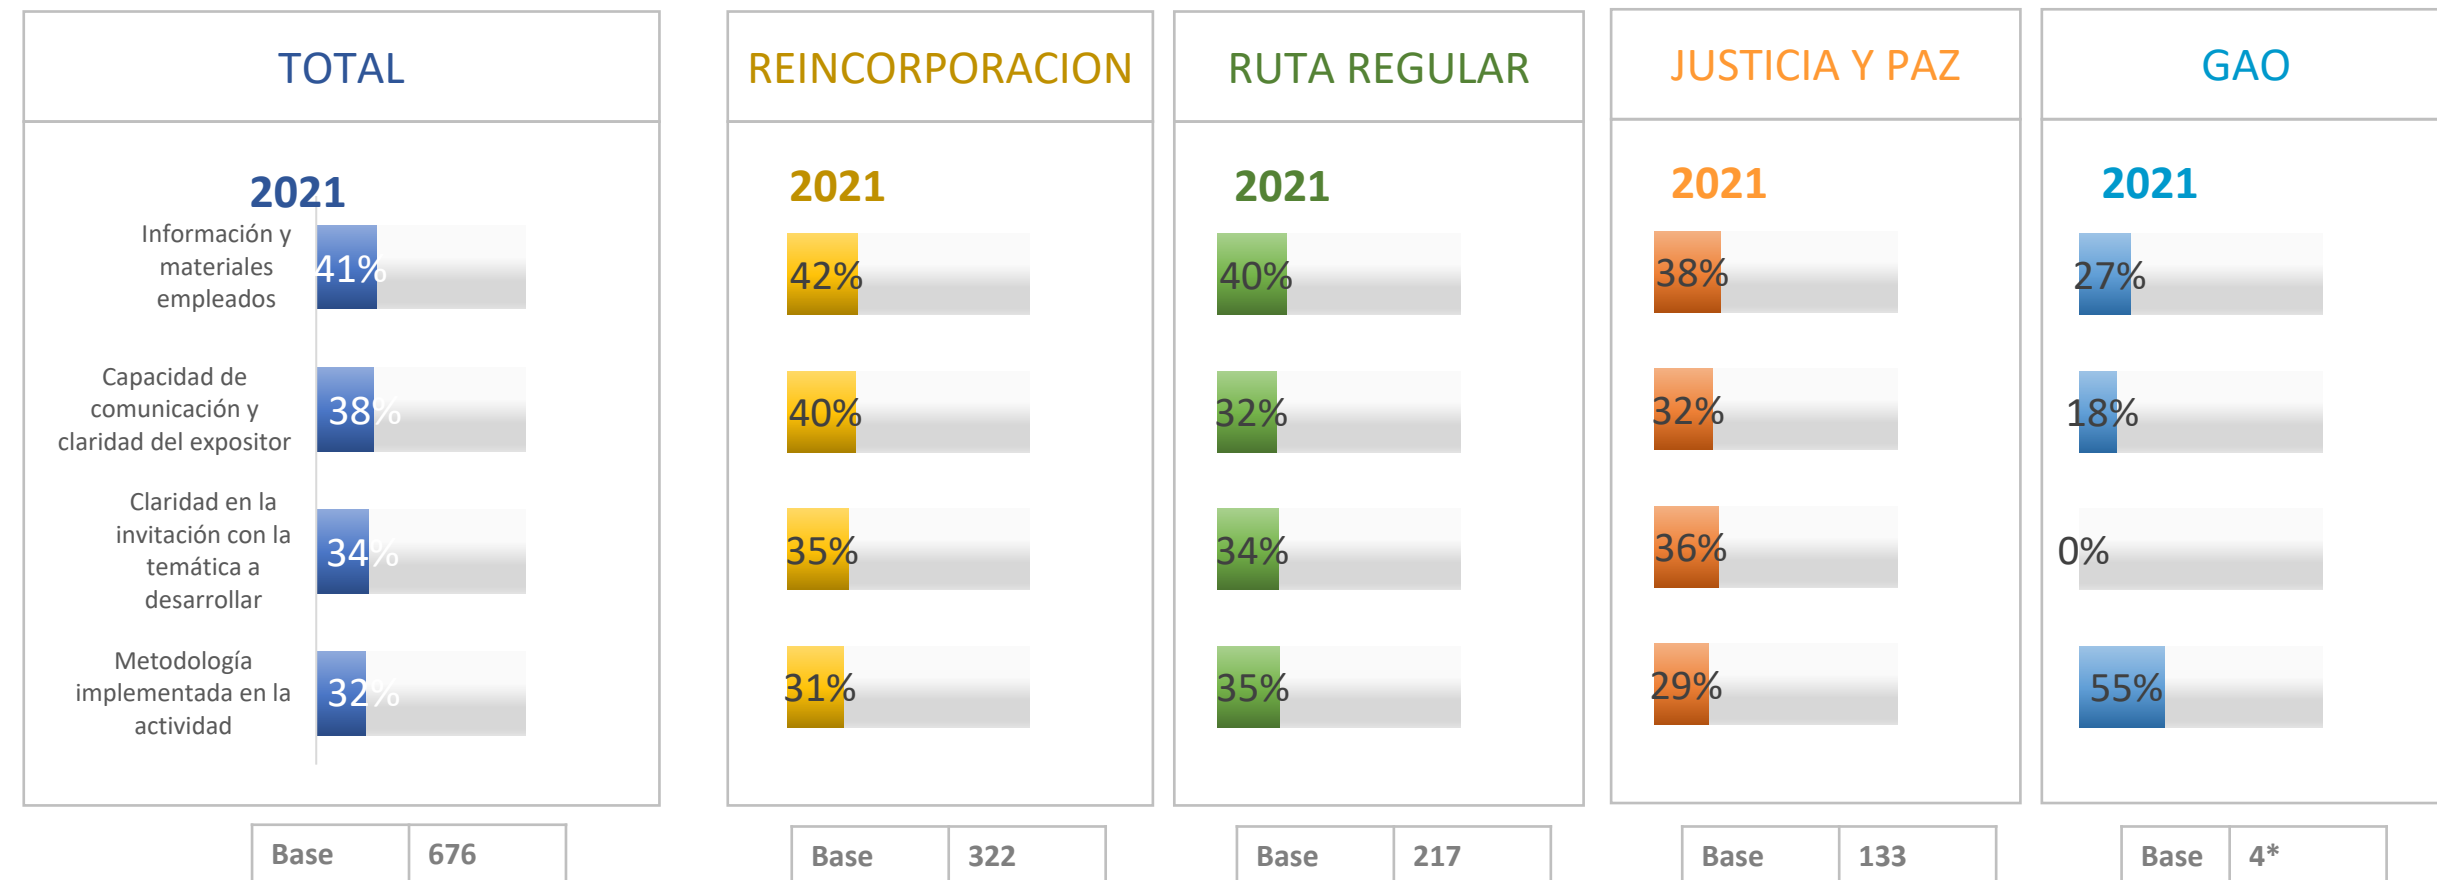 TOTAL
2021
Información y
materiales
empleados
41%
Capacidad de
comunicación y
claridad del expositor
38%
Claridad en la
invitación con la
temática a
desarrollar
34%
Metodología
implementada en la
actividad
32%
Base 676
REINCORPORACION
2021
42%
40%
35%
31%
Base 322
RUTA REGULAR
2021
40%
32%
34%
35%
Base 217
JUSTICIA Y PAZ
2021
38%
32%
36%
29%
Base 133
GAO
2021
27%
18%
0%
55%
Base 4*